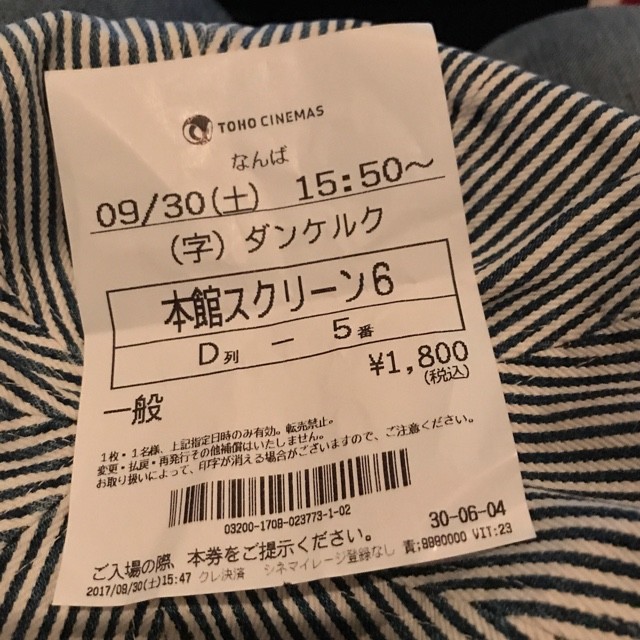 TOHO CINEMAS
なんば
09/30(土) 15:50~
(字) ダンケルク
本館スクリーン6
D列 ー 5番
¥1,800
(税込)
一般
1枚・1名様、上記指定日時のみ有効。転売禁止。
変更・払戻・再発行その他補償はいたしません。
お取り扱いによって、印字が消える場合がございますので、ご注意ください。
03200-170B-023773-1-02
30-06-04
ご入場の際、本券をご提示ください。
2017/09/30(土)15:47 クレ決済 シネマイレージ登録なし 責:9990000 VIT:23